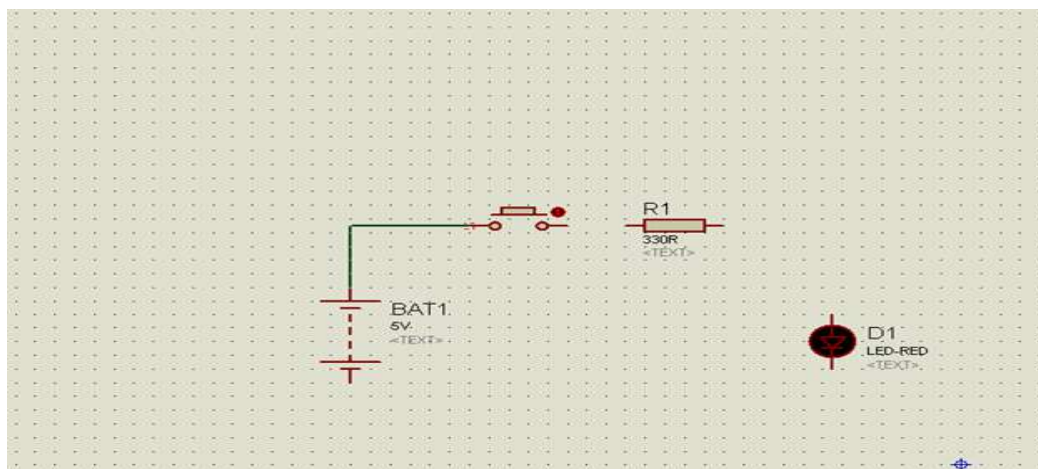 R1
330R
<TEXT>
BAT1
5V
<TEXT>
D1
LED-RED
<TEXT>